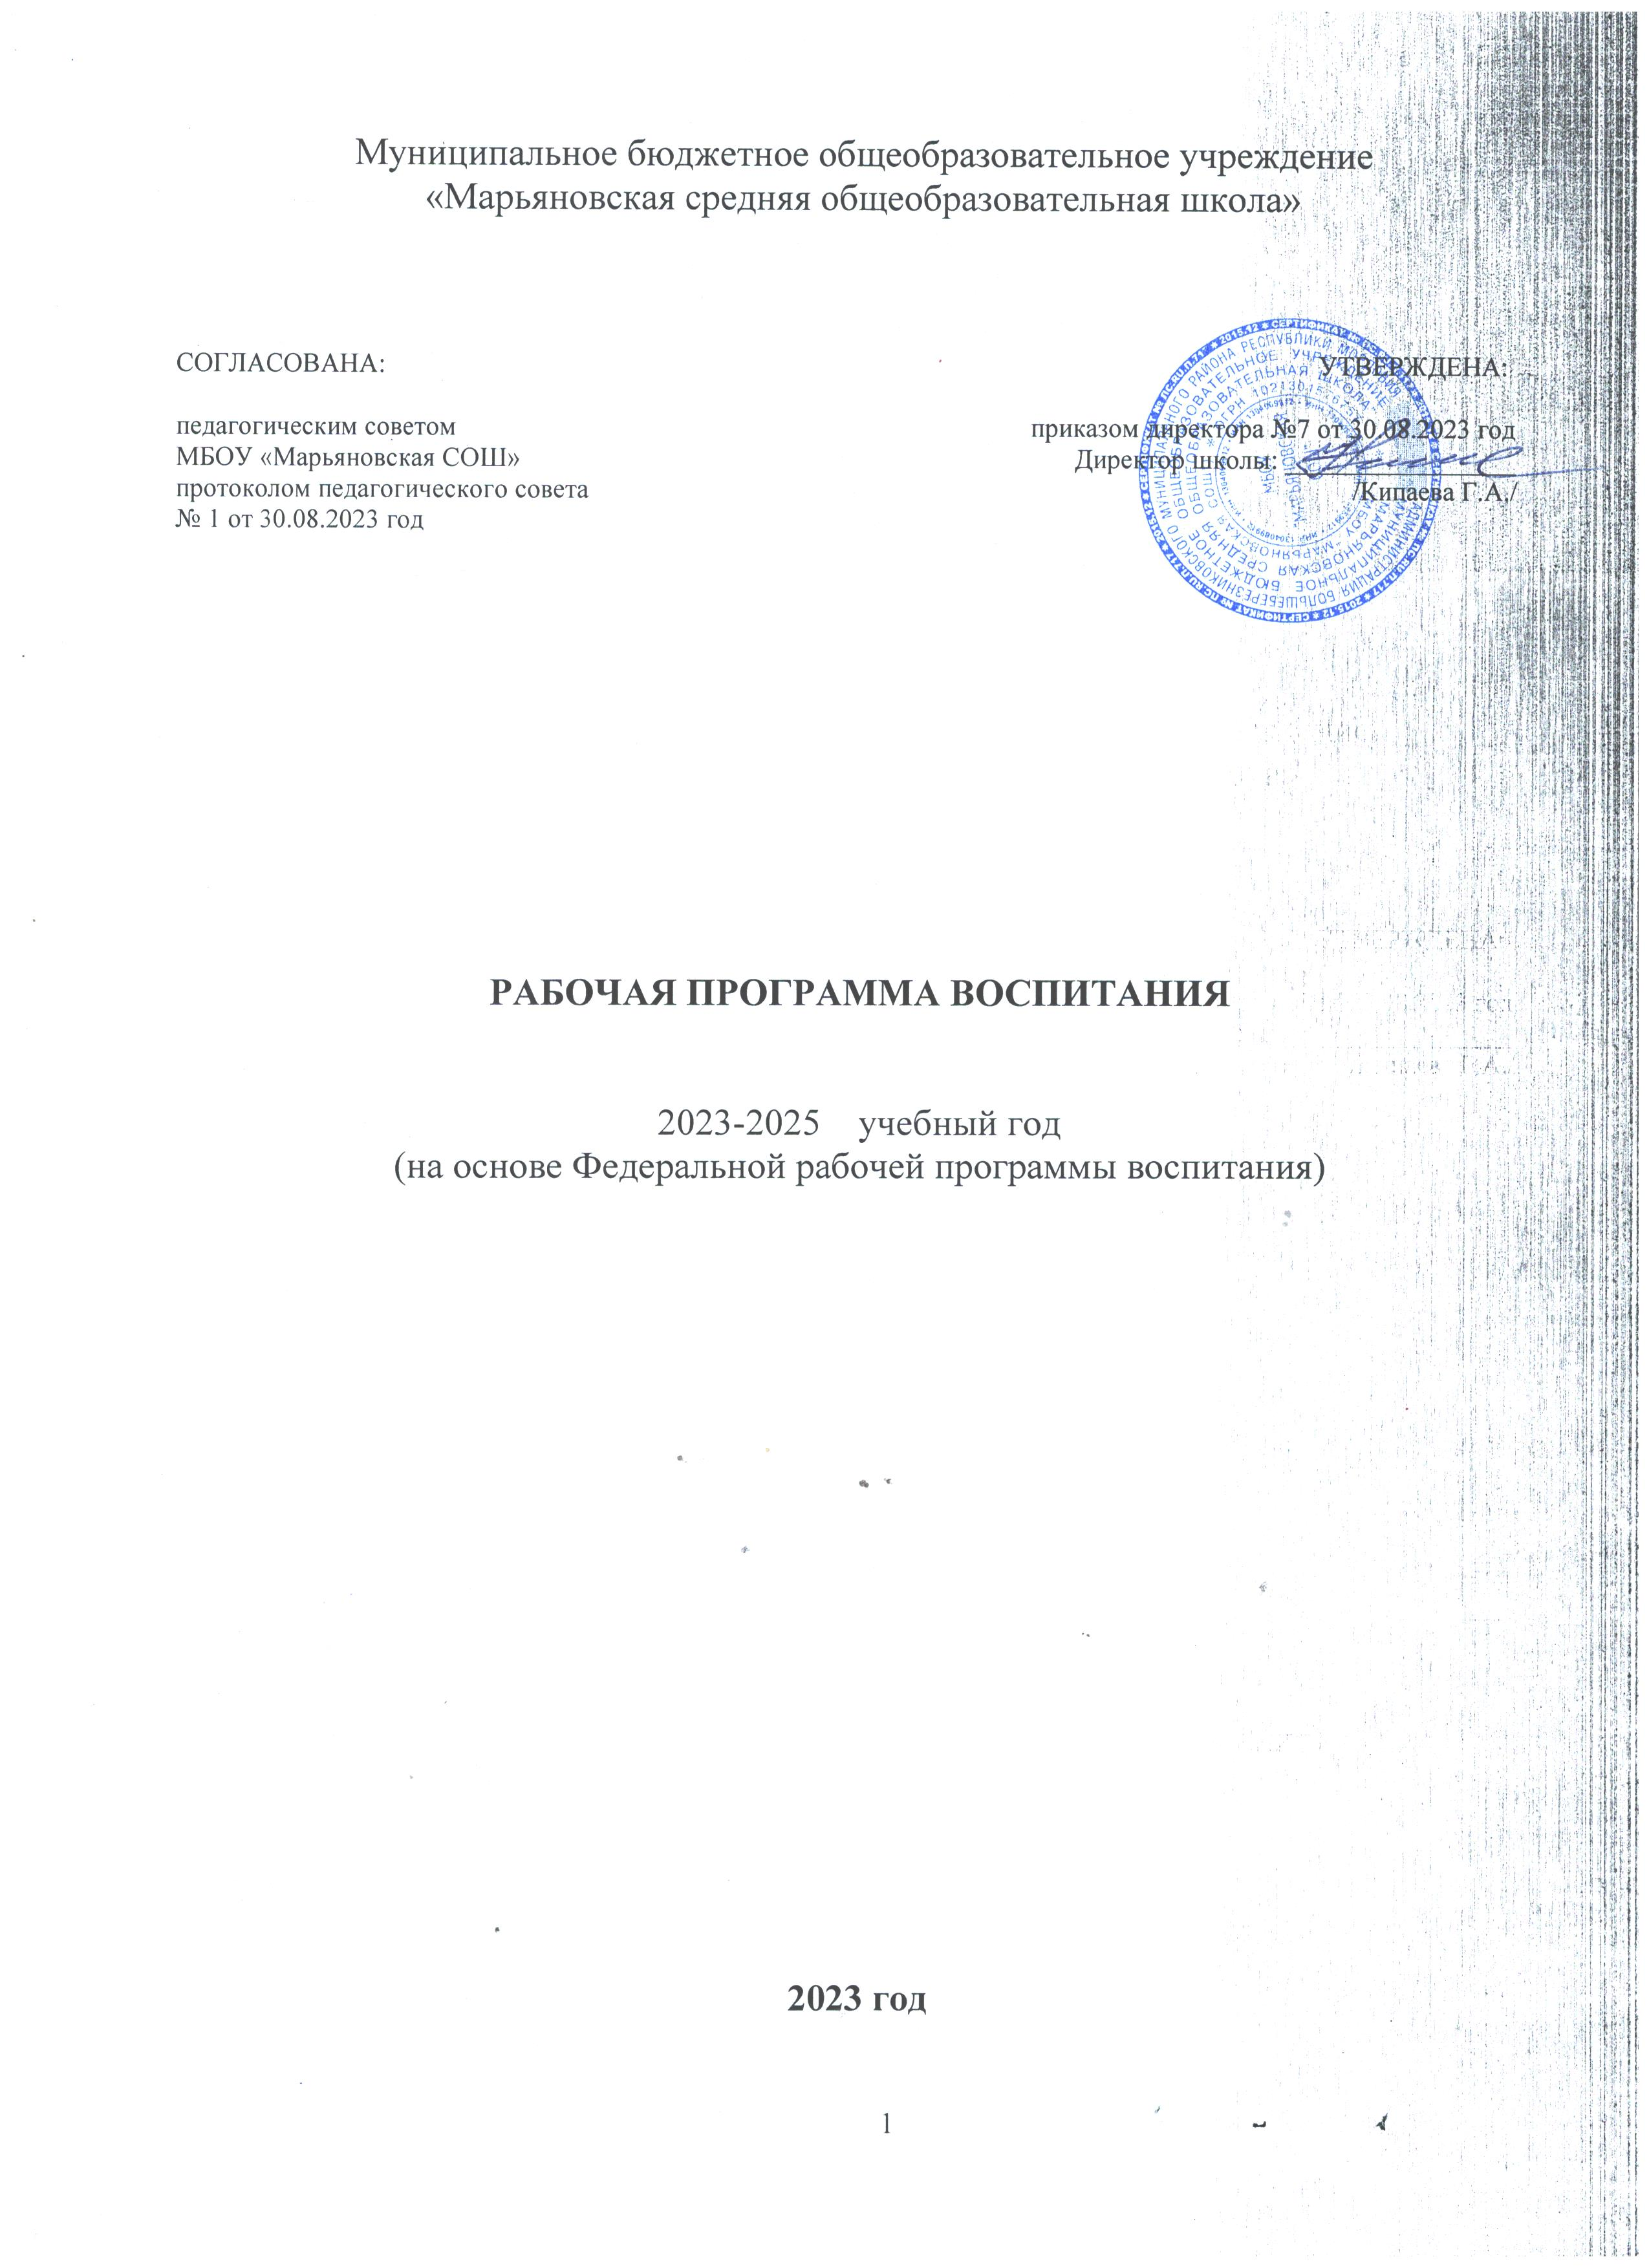 Муниципальное бюджетное общеобразовательное учреждение
«Марьяновская средняя общеобразовательная школа»
СОГЛАСОВАНА:
педагогическим советом
МБОУ «Марьяновская СОШ»
протоколом педагогического совета
№ 1 от 30.08.2023 год
УТВЕРЖДЕНА:
приказом директора №7 от 30.08.2023 год
Директор школы:
/Кипаева Г.А./
РАБОЧАЯ ПРОГРАММА ВОСПИТАНИЯ
2023-2025 учебный год
(на основе Федеральной рабочей программы воспитания)
2023 год
1